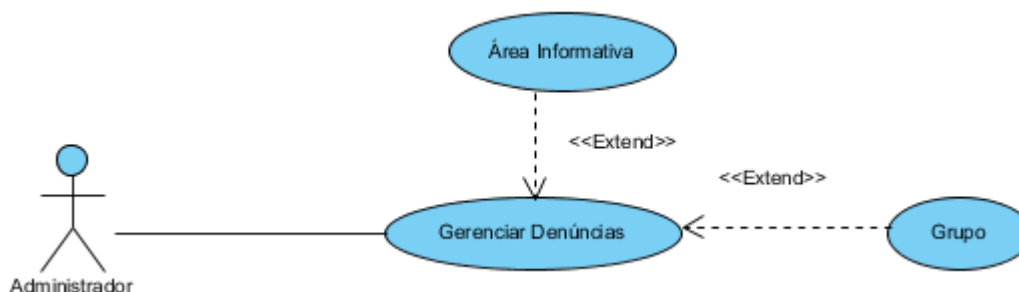 Área Informativa
<<Extend>>
<<Extend>>
Gerenciar Denúncias
Grupo
Administrador